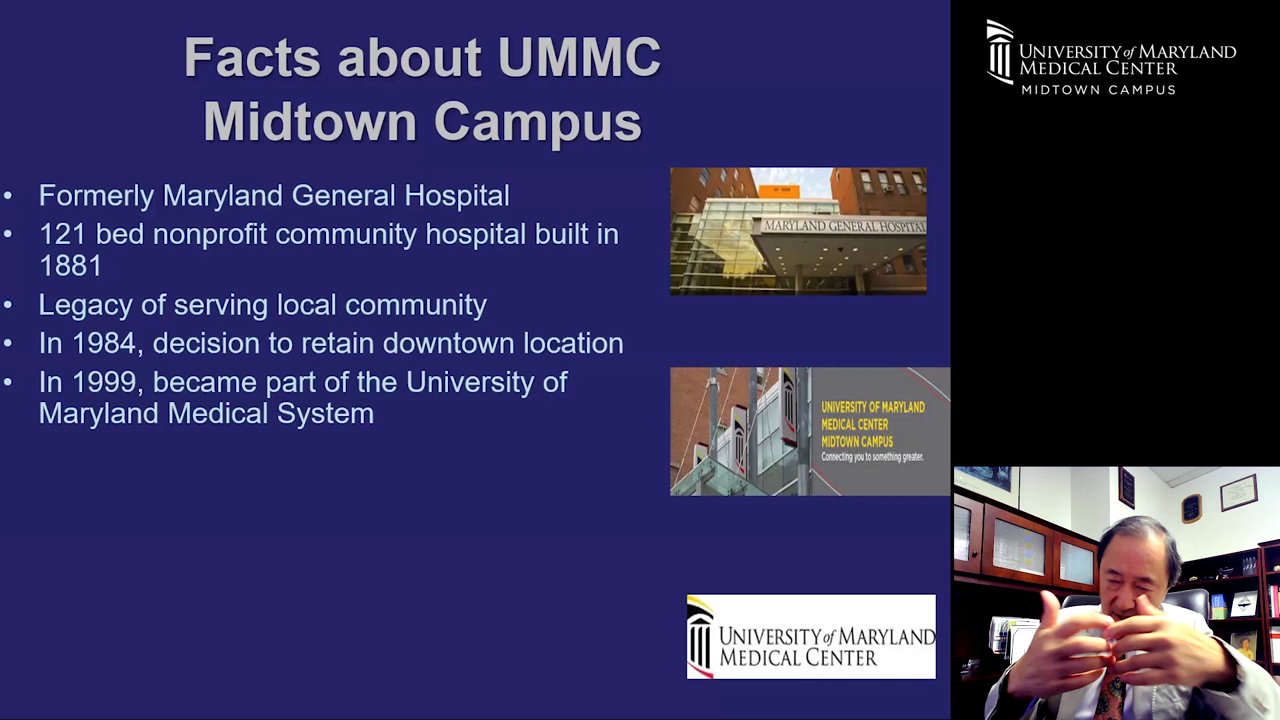 Facts about UMMC
Midtown Campus
• Formerly Maryland General Hospital
• 121 bed nonprofit community hospital built in
1881
• Legacy of serving local community
• In 1984, decision to retain downtown location
• In 1999, became part of the University of
Maryland Medical System
MARYLAND GENERAL HOSPITAL
UNIVERSITY OF MARYLAND
MEDICAL CENTER
MIDTOWN CAMPUS
Connecting you to something greater.
UNIVERSITY of MARYLAND
MEDICAL CENTER
UNIVERSITY of MARYLAND
MEDICAL CENTER
MIDTOWN CAMPUS